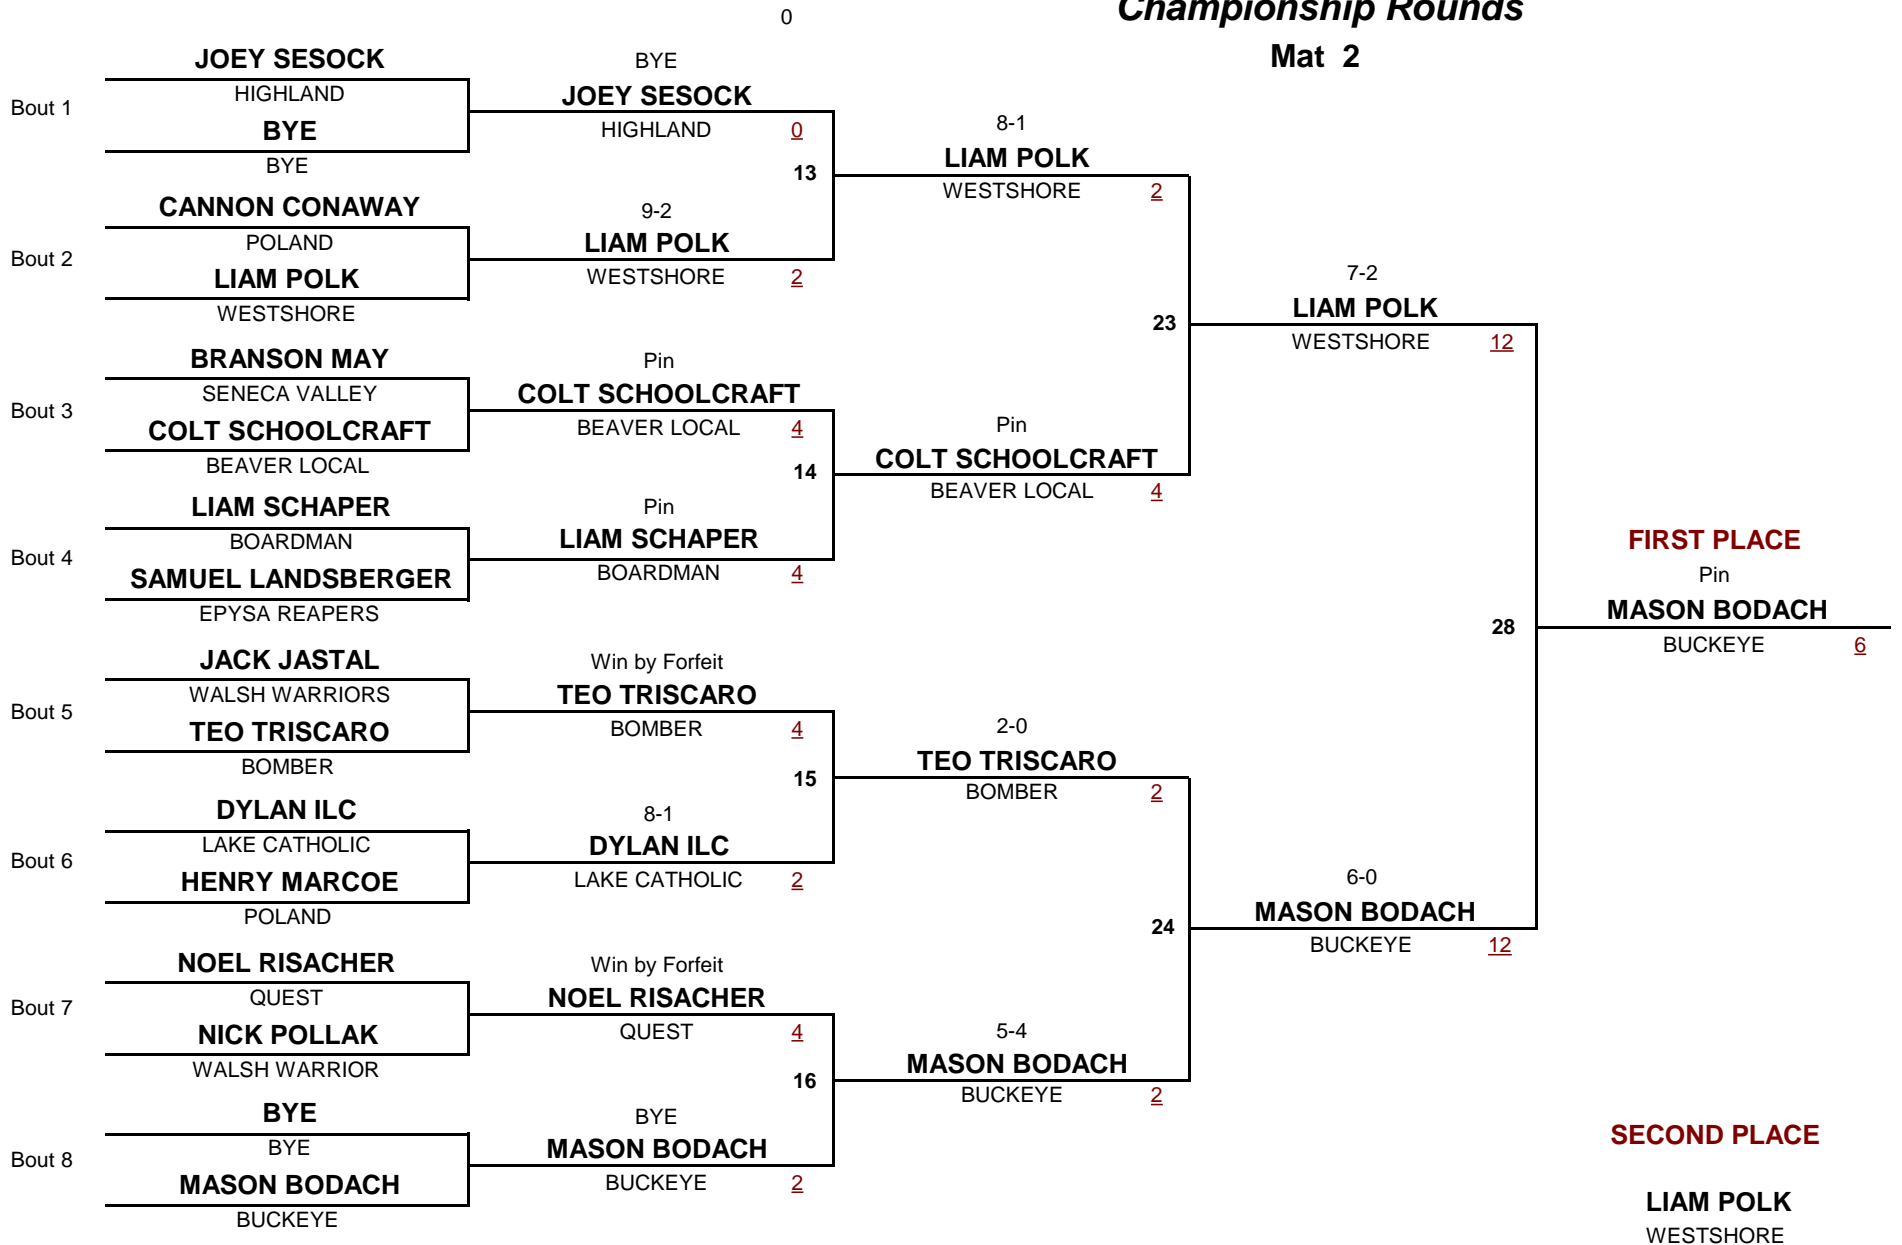 0
Championship Rounds
Mat 2
Bout 1
JOEY SESOCK
HIGHLAND
BYE
BYE
Bout 2
CANNON CONAWAY
POLAND
LIAM POLK
WESTSHORE
Bout 3
BRANSON MAY
SENECA VALLEY
COLT SCHOOLCRAFT
BEAVER LOCAL
Bout 4
LIAM SCHAPER
BOARDMAN
SAMUEL LANDSBERGER
EPYSA REAPERS
Bout 5
JACK JASTAL
WALSH WARRIORS
TEO TRISCARO
BOMBER
Bout 6
DYLAN ILC
LAKE CATHOLIC
HENRY MARCOE
POLAND
Bout 7
NOEL RISACHER
QUEST
NICK POLLAK
WALSH WARRIOR
Bout 8
BYE
BYE
MASON BODACH
BUCKEYE
BYE
JOEY SESOCK
HIGHLAND 0
13
9-2
LIAM POLK
WESTSHORE 2
Pin
COLT SCHOOLCRAFT
BEAVER LOCAL 4
14
Pin
LIAM SCHAPER
BOARDMAN 4
Win by Forfeit
TEO TRISCARO
BOMBER 4
15
8-1
DYLAN ILC
LAKE CATHOLIC 2
Win by Forfeit
NOEL RISACHER
QUEST 4
16
BYE
MASON BODACH
BUCKEYE 2
8-1
LIAM POLK
WESTSHORE 2
23
Pin
COLT SCHOOLCRAFT
BEAVER LOCAL 4
2-0
TEO TRISCARO
BOMBER 2
24
5-4
MASON BODACH
BUCKEYE 2
7-2
LIAM POLK
WESTSHORE 12
28
6-0
MASON BODACH
BUCKEYE 12
FIRST PLACE
Pin
MASON BODACH
BUCKEYE 6
SECOND PLACE
LIAM POLK
WESTSHORE